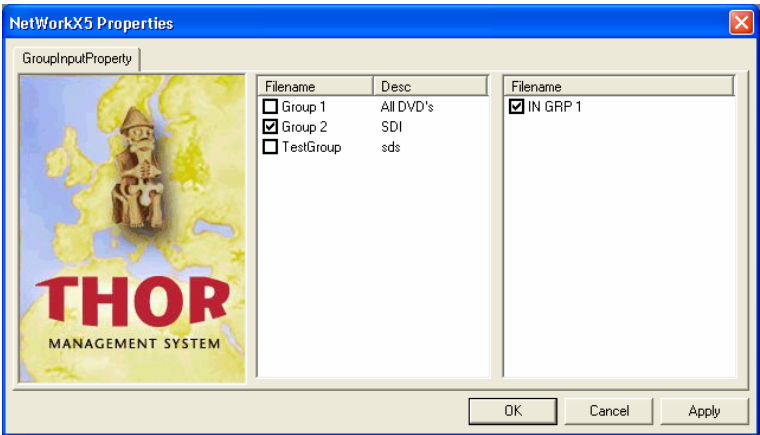 NetWorkX5 Properties
GroupInputProperty
THOR
MANAGEMENT SYSTEM
Filename Desc
Group 1 All DVD's
Group 2 SDI
TestGroup sds
Filename
IN GRP 1
OK Cancel Apply